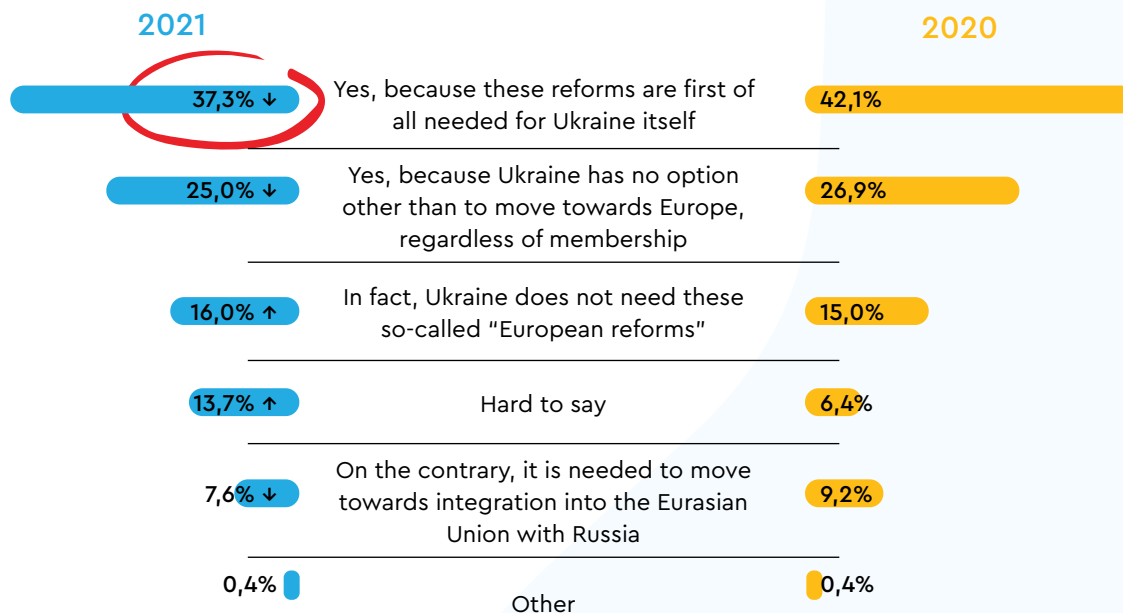 2021
2020
37,3% ↓
Yes, because these reforms are first of
all needed for Ukraine itself
42,1%
25,0% ↓
Yes, because Ukraine has no option
other than to move towards Europe,
regardless of membership
26,9%
16,0% ↑
In fact, Ukraine does not need these
so-called “European reforms”
15,0%
13,7% ↑
Hard to say
6,4%
7,6% ↓
On the contrary, it is needed to move
towards integration into the Eurasian
Union with Russia
9,2%
0,4%
Other
0,4%